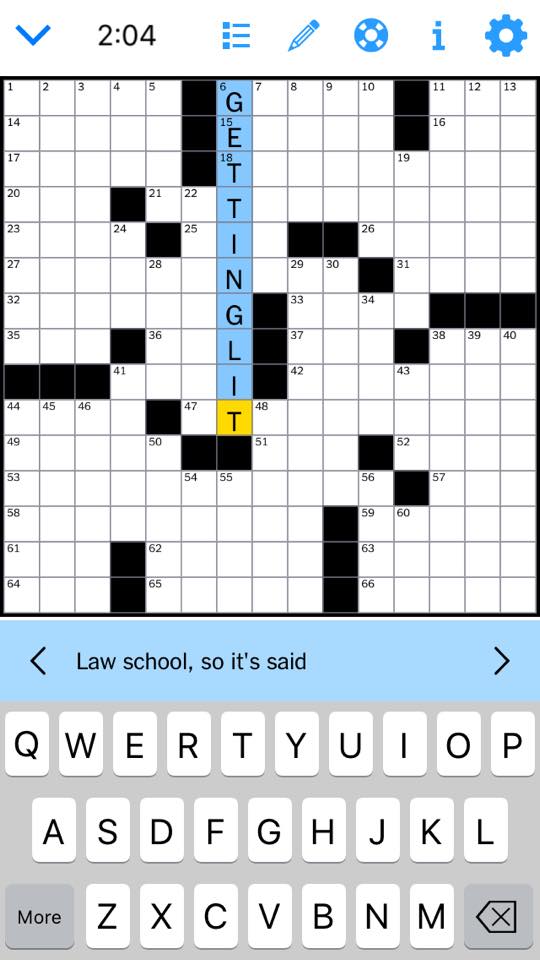 2:04
1 2 3 4 5 6 G 7 8 9 10 11 12 13
14 15 E 16
17 18 T 19
20 21 22 T
23 24 25 I 26
27 28 N 29 30 31
32 G 33 34
35 36 L 37 38 39 40
41 I 42 43
44 45 46 47 T 48
49 50 51 52
53 54 55 56 57
58 59 60
61 62 63
64 65 66
Law school, so it's said
Q W E R T Y U I O P
A S D F G H J K L
More Z X C V B N M